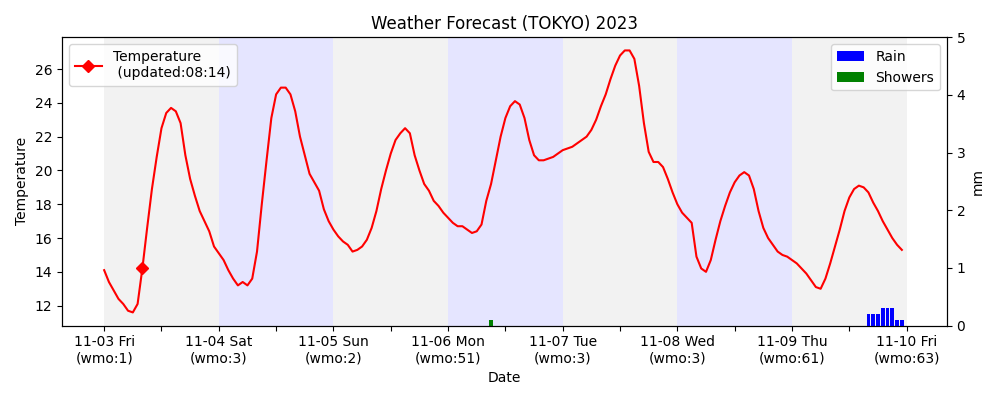 Weather Forecast (TOKYO) 2023
Temperature
(updated:08:14)
Rain
Showers
Temperature
26
24
22
20
18
16
14
12
5
4
3
2
1
0
mm
11-03 Fri
(wmo:1)
11-04 Sat
(wmo:3)
11-05 Sun
(wmo:2)
11-06 Mon
(wmo:51)
11-07 Tue
(wmo:3)
11-08 Wed
(wmo:3)
11-09 Thu
(wmo:61)
11-10 Fri
(wmo:63)
Date